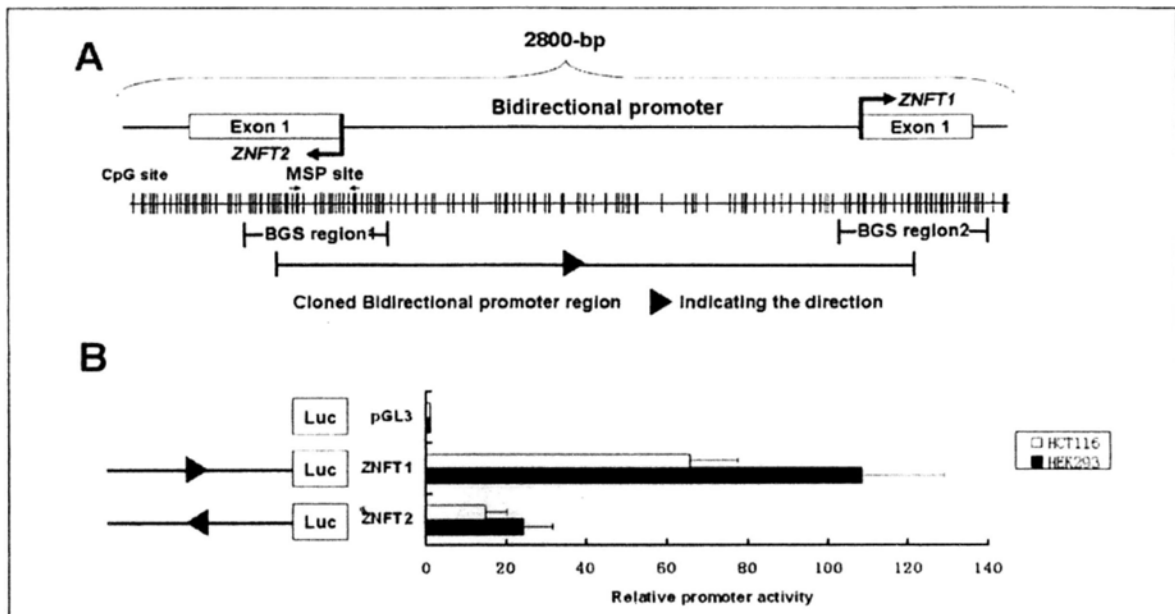 A
2800-bp
Bidirectional promoter
ZNFT1
Exon 1
Exon 1
ZNFT2
MSP site
CpG site
BGS region1
BGS region2
Cloned Bidirectional promoter region
Indicating the direction
B
Luc
pGL3
Luc
ZNFT1
Luc
ZNFT2
HCT116
HEK293
0 20 40 60 80 100 120 140
Relative promoter activity